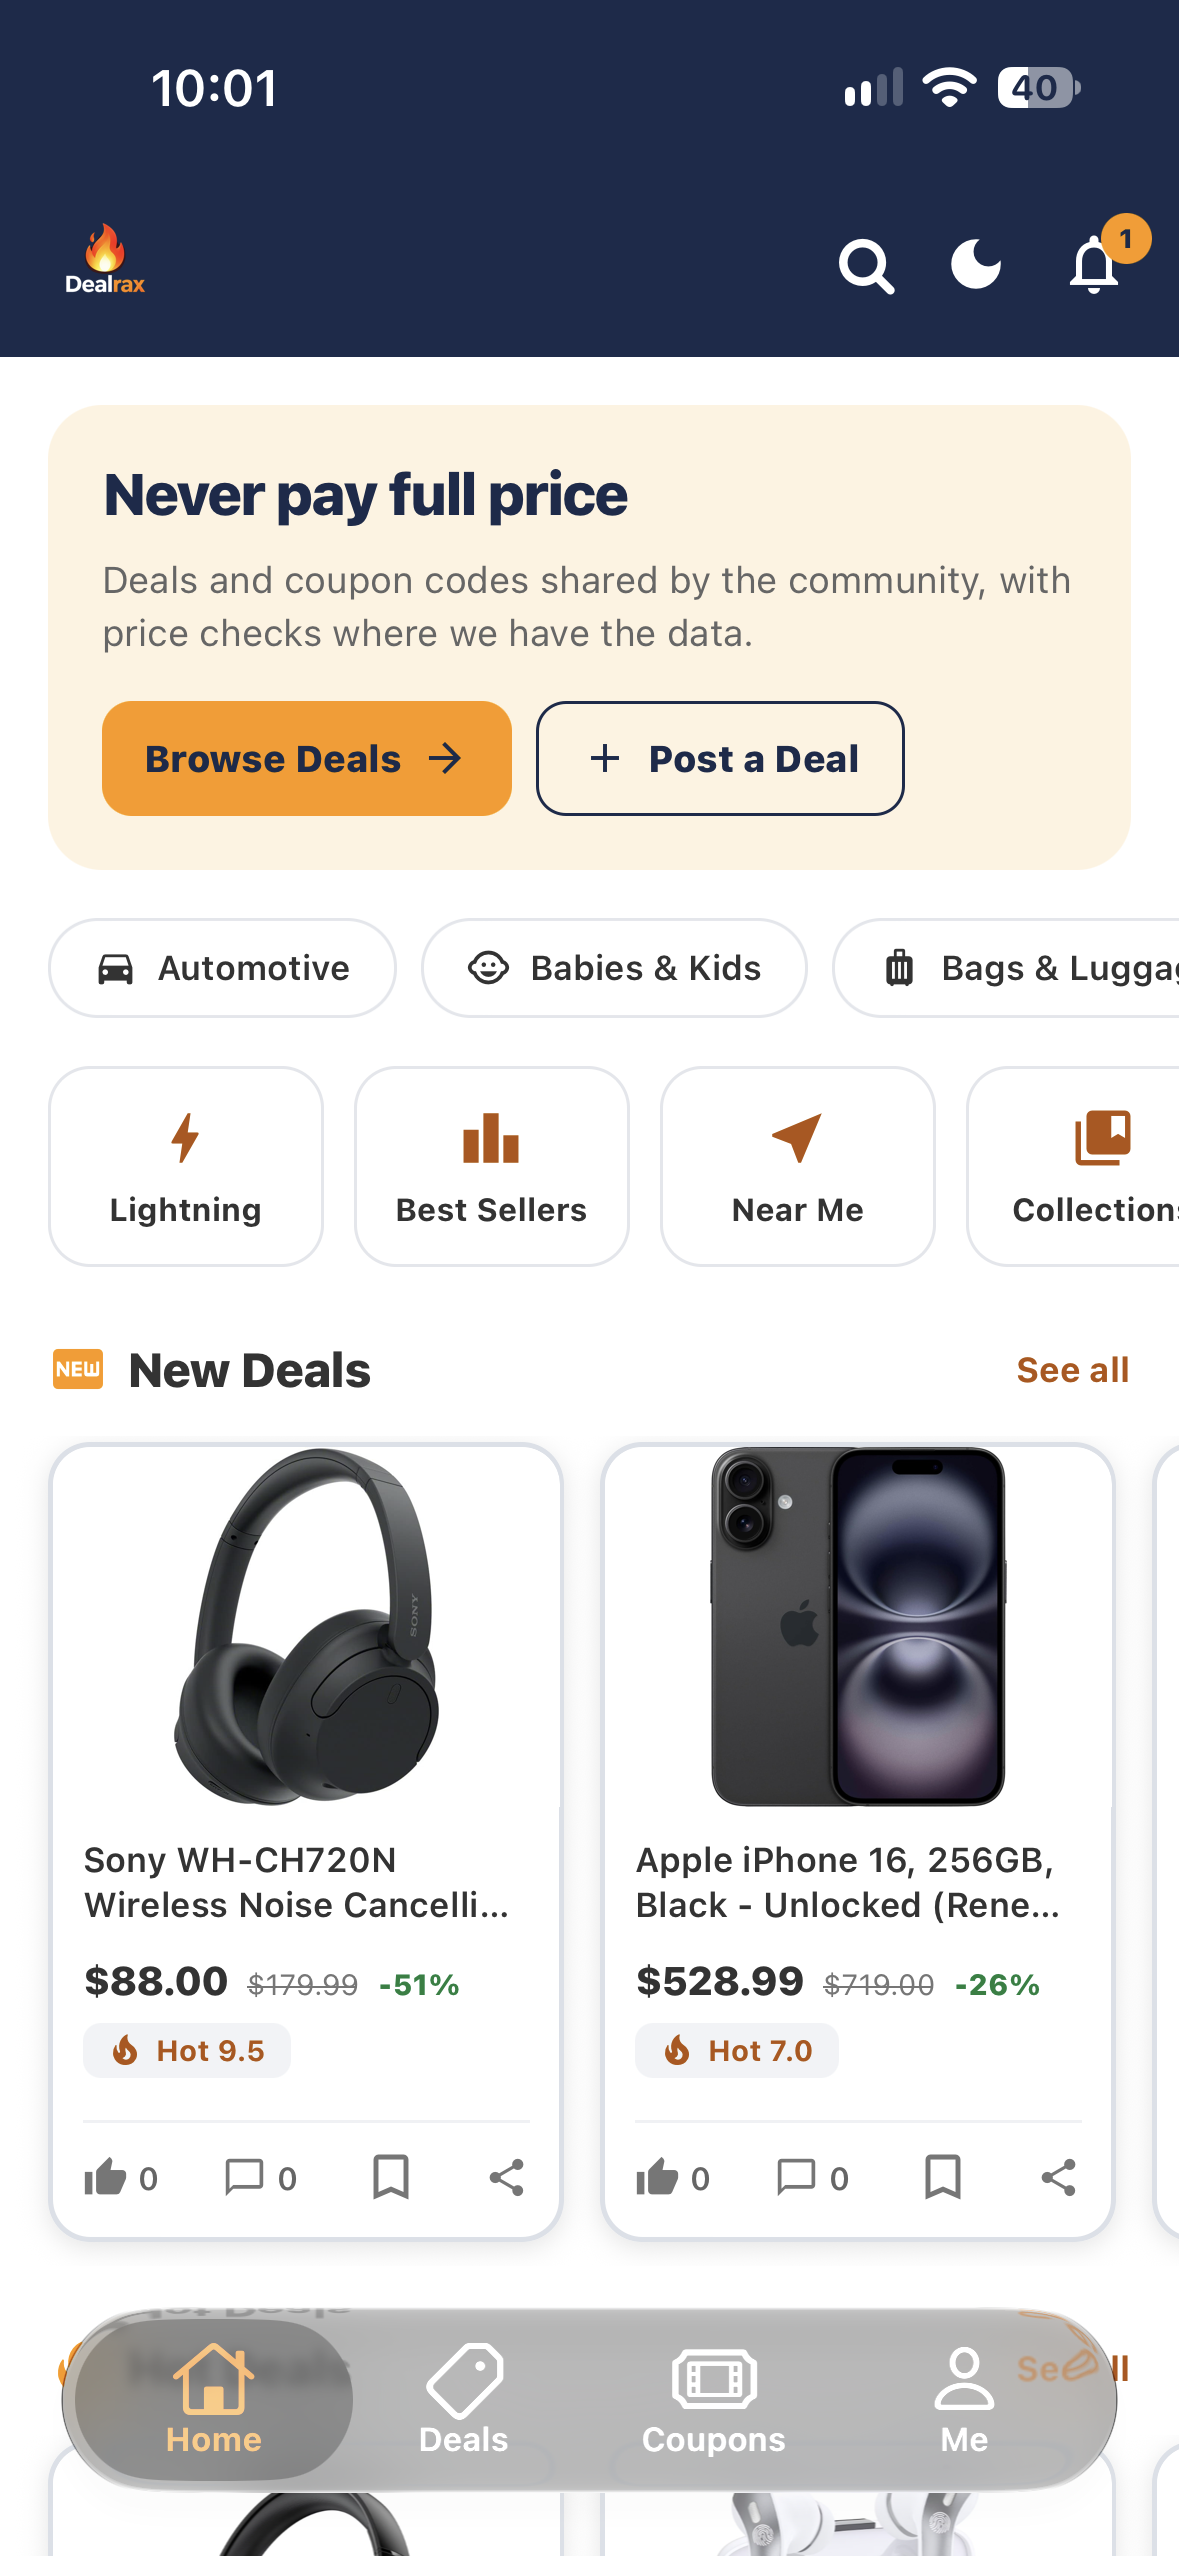 10:01
40
1
Dealrax
Never pay full price
Deals and coupon codes shared by the community, with
price checks where we have the data.
Browse Deals
Post a Deal
Automotive
Babies & Kids
Bags & Luggag
Lightning
Best Sellers
Near Me
Collections
NEW New Deals
See all
SONY
Sony WH-CH720N
Wireless Noise Cancelli...
$88.00 $179.99 -51%
Hot 9.5
0 0
Apple iPhone 16, 256GB,
Black - Unlocked (Rene...
$528.99 $719.00 -26%
Hot 7.0
0 0
Hot Deals
Home
Deals
Coupons
Me